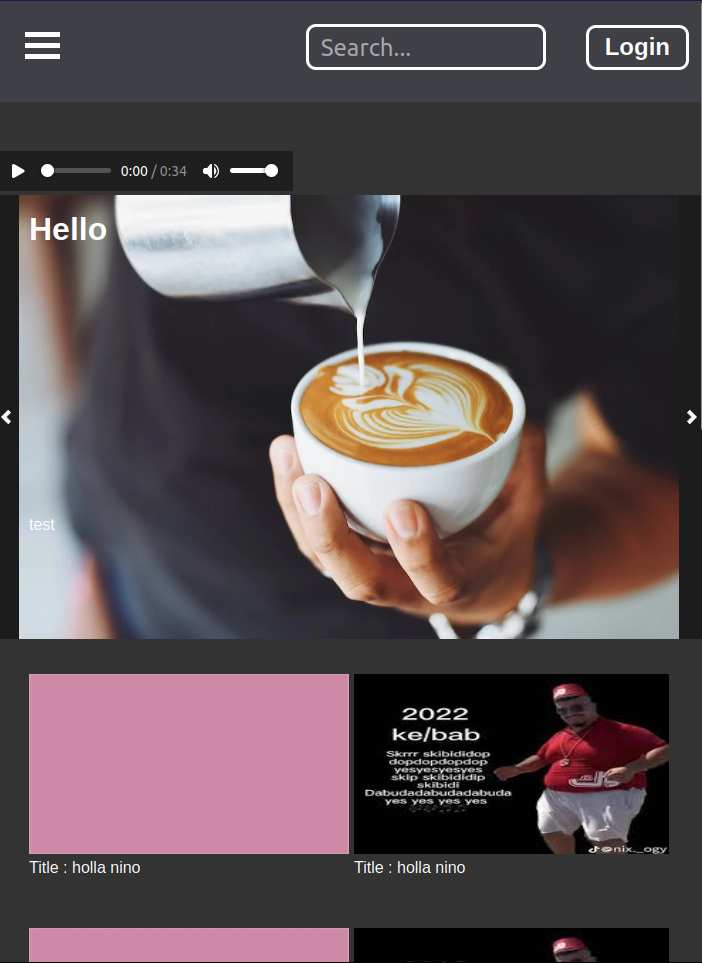 Search...
Login
0:00 / 0:34
Hello
test
2022
ke/bab
Skrrr skibididop
dopdopdopdop
yesyesyesyes
skip skibididip
skibidi
Dabudadabudadabuda
yes yes yes yes
@nix._ogy
Title : holla nino
Title : holla nino